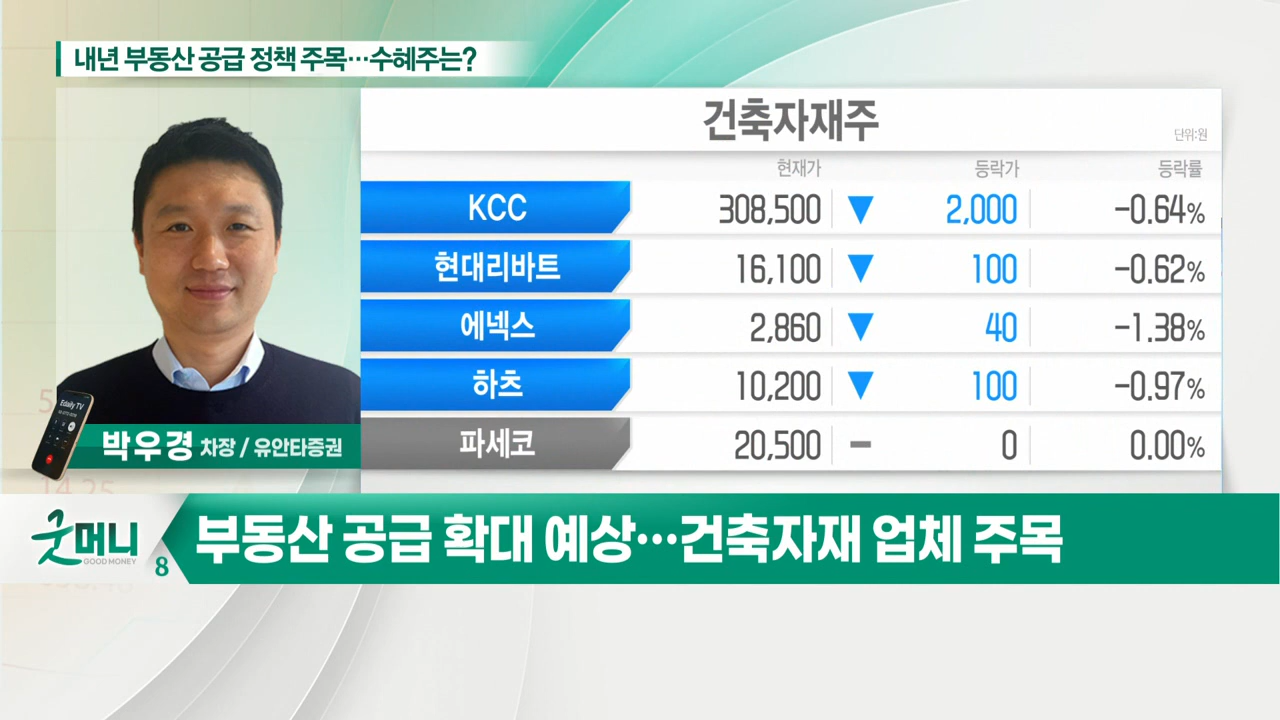 내년 부동산 공급 정책 주목…수혜주는?
건축자재주
단위:원
현재가 등락가 등락률
KCC 308,500 ▼ 2,000 -0.64%
현대리바트 16,100 ▼ 100 -0.62%
에넥스 2,860 ▼ 40 -1.38%
하츠 10,200 ▼ 100 -0.97%
파세코 20,500 - 0 0.00%
Edaily TV
박우경 차장 / 유안타증권
14.25
굿머니
GOOD MONEY
8
부동산 공급 확대 예상…건축자재 업체 주목